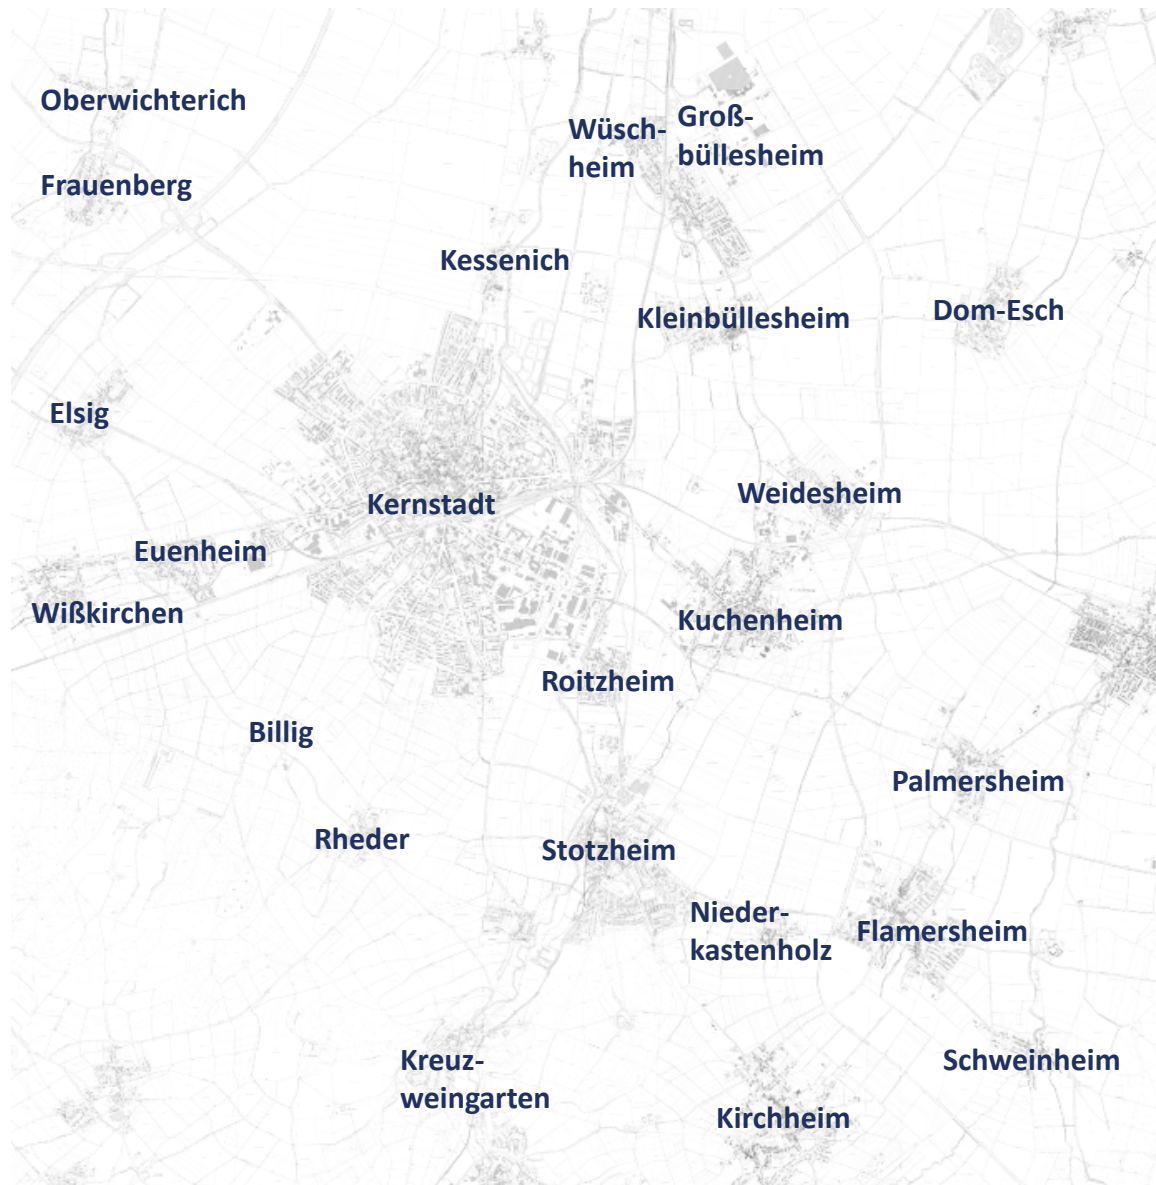 Oberwichterich
Wüsch-
heim
Groß-
büllesheim
Frauenberg
Kessenich
Kleinbüllesheim
Dom-Esch
Elsig
Kernstadt
Weidesheim
Euenheim
Wißkirchen
Kuchenheim
Roitzheim
Billig
Palmersheim
Rheder
Stotzheim
Nieder-
kastenholz
Flamersheim
Kreuz-
weingarten
Schweinheim
Kirchheim